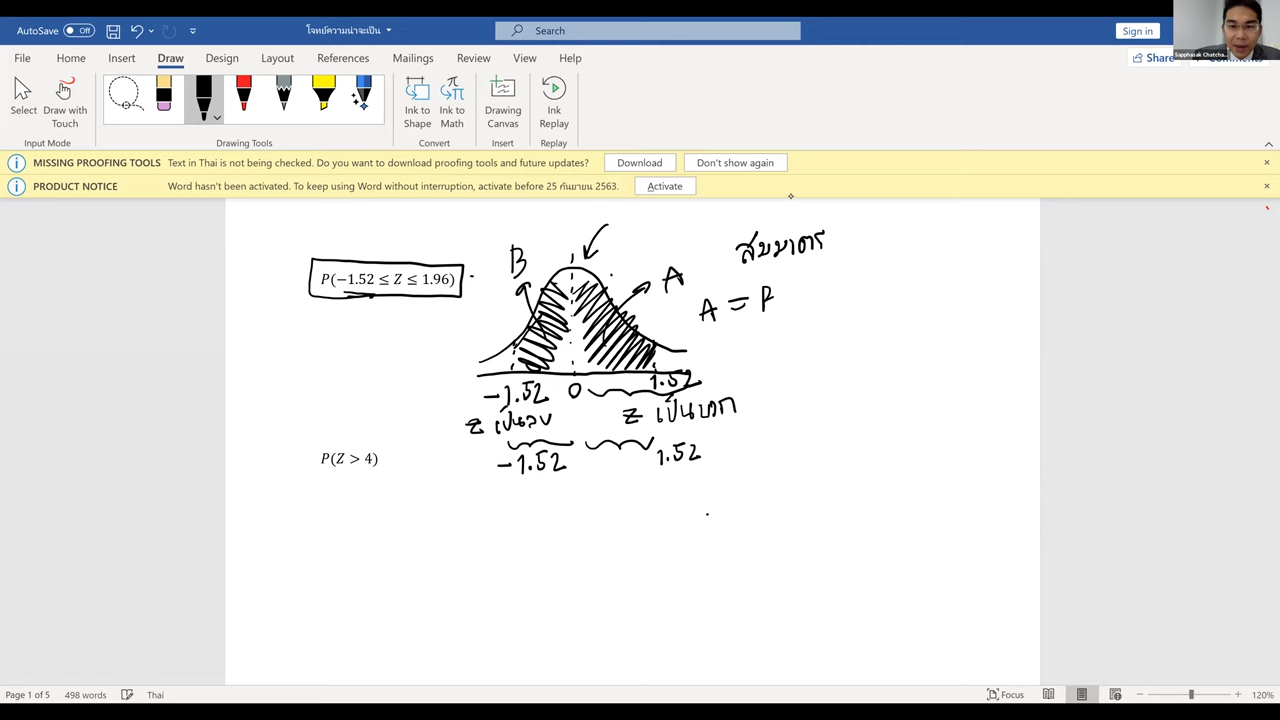 AutoSave Off โจทย์ความน่าจะเป็น Search Sign in
Sapphasak Chatcha...
File Home Insert Draw Design Layout References Mailings Review View Help Share Comments
Select Draw with Touch Ink to Shape Ink to Math Drawing Canvas Ink Replay
Input Mode Drawing Tools Convert Insert Replay
MISSING PROOFING TOOLS Text in Thai is not being checked. Do you want to download proofing tools and future updates? Download Don't show again
PRODUCT NOTICE Word hasn't been activated. To keep using Word without interruption, activate before 25 กันยายน 2563. Activate
สมมาตร
B
A
P(−1.52 ≤ Z ≤ 1.96)
A = B
-1.52 0 1.52
Z เป็นลบ Z เป็นบวก
-1.52 1.52
P(Z > 4)
Page 1 of 5 498 words Thai Focus 120%